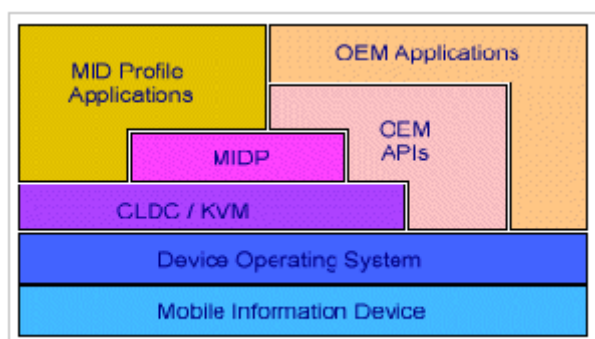 MID Profile
Applications
OEM Applications
OEM
APIs
MIDP
CLDC / KVM
Device Operating System
Mobile Information Device